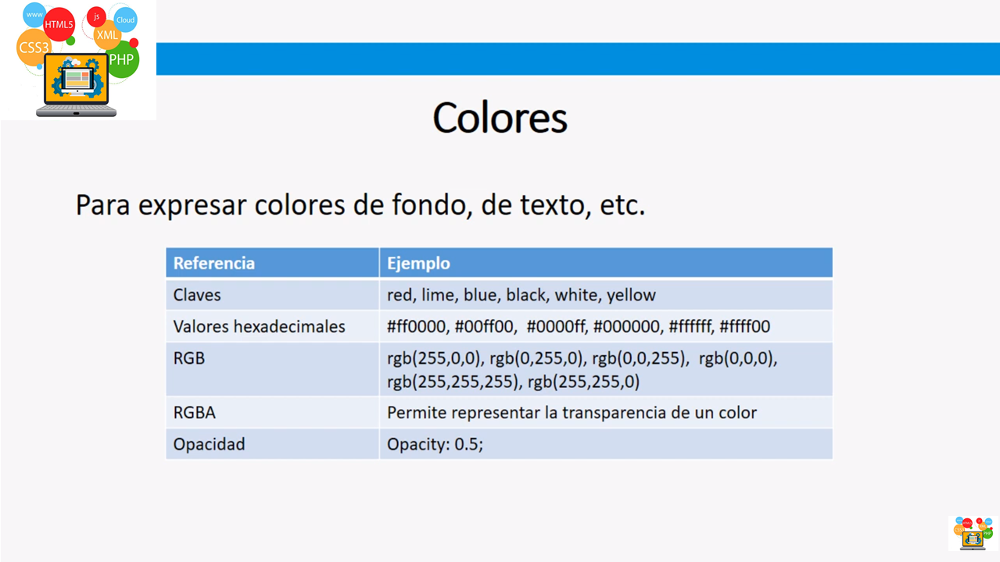 www
HTML5
js
Cloud
XML
CSS3
PHP
Colores
Para expresar colores de fondo, de texto, etc.
Referencia Ejemplo
Claves red, lime, blue, black, white, yellow
Valores hexadecimales #ff0000, #00ff00, #0000ff, #000000, #ffffff, #ffff00
RGB rgb(255,0,0), rgb(0,255,0), rgb(0,0,255), rgb(0,0,0),
rgb(255,255,255), rgb(255,255,0)
RGBA Permite representar la transparencia de un color
Opacidad Opacity: 0.5;